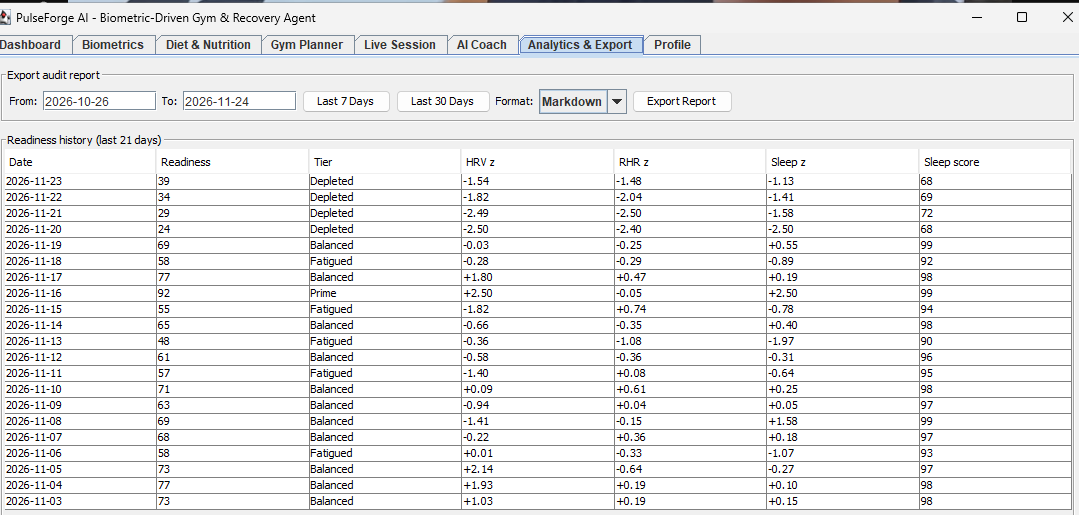 PulseForge AI - Biometric-Driven Gym & Recovery Agent
Dashboard Biometrics Diet & Nutrition Gym Planner Live Session AI Coach Analytics & Export Profile
Export audit report
From: 2026-10-26 To: 2026-11-24 Last 7 Days Last 30 Days Format: Markdown Export Report
Readiness history (last 21 days)
Date Readiness Tier HRV z RHR z Sleep z Sleep score
2026-11-23 39 Depleted -1.54 -1.48 -1.13 68
2026-11-22 34 Depleted -1.82 -2.04 -1.41 69
2026-11-21 29 Depleted -2.49 -2.50 -1.58 72
2026-11-20 24 Depleted -2.50 -2.40 -2.50 68
2026-11-19 69 Balanced -0.03 -0.25 +0.55 99
2026-11-18 58 Fatigued -0.28 -0.29 -0.89 92
2026-11-17 77 Balanced +1.80 +0.47 +0.19 98
2026-11-16 92 Prime +2.50 -0.05 +2.50 99
2026-11-15 55 Fatigued -1.82 +0.74 -0.78 94
2026-11-14 65 Balanced -0.66 -0.35 +0.40 98
2026-11-13 48 Fatigued -0.36 -1.08 -1.97 90
2026-11-12 61 Balanced -0.58 -0.36 -0.31 96
2026-11-11 57 Fatigued -1.40 +0.08 -0.64 95
2026-11-10 71 Balanced +0.09 +0.61 +0.25 98
2026-11-09 63 Balanced -0.94 +0.04 +0.05 97
2026-11-08 69 Balanced -1.41 -0.15 +1.58 99
2026-11-07 68 Balanced -0.22 +0.36 +0.18 97
2026-11-06 58 Fatigued +0.01 -0.33 -1.07 93
2026-11-05 73 Balanced +2.14 -0.64 -0.27 97
2026-11-04 77 Balanced +1.93 +0.19 +0.10 98
2026-11-03 73 Balanced +1.03 +0.19 +0.15 98